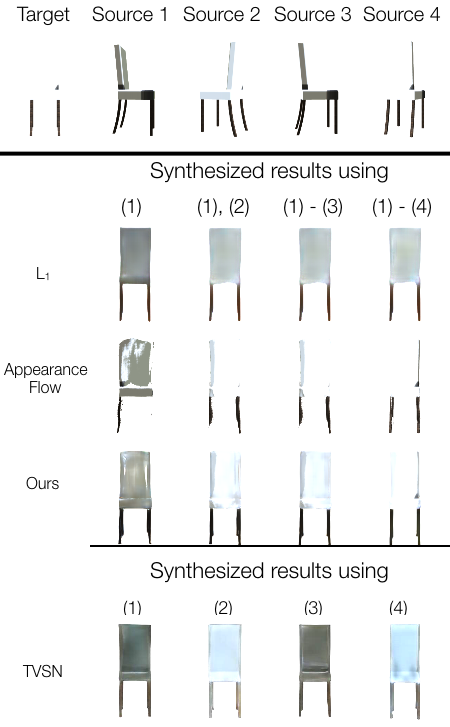 Target Source 1 Source 2 Source 3 Source 4
Synthesized results using
(1) (1), (2) (1) - (3) (1) - (4)
L₁
Appearance
Flow
Ours
Synthesized results using
(1) (2) (3) (4)
TVSN